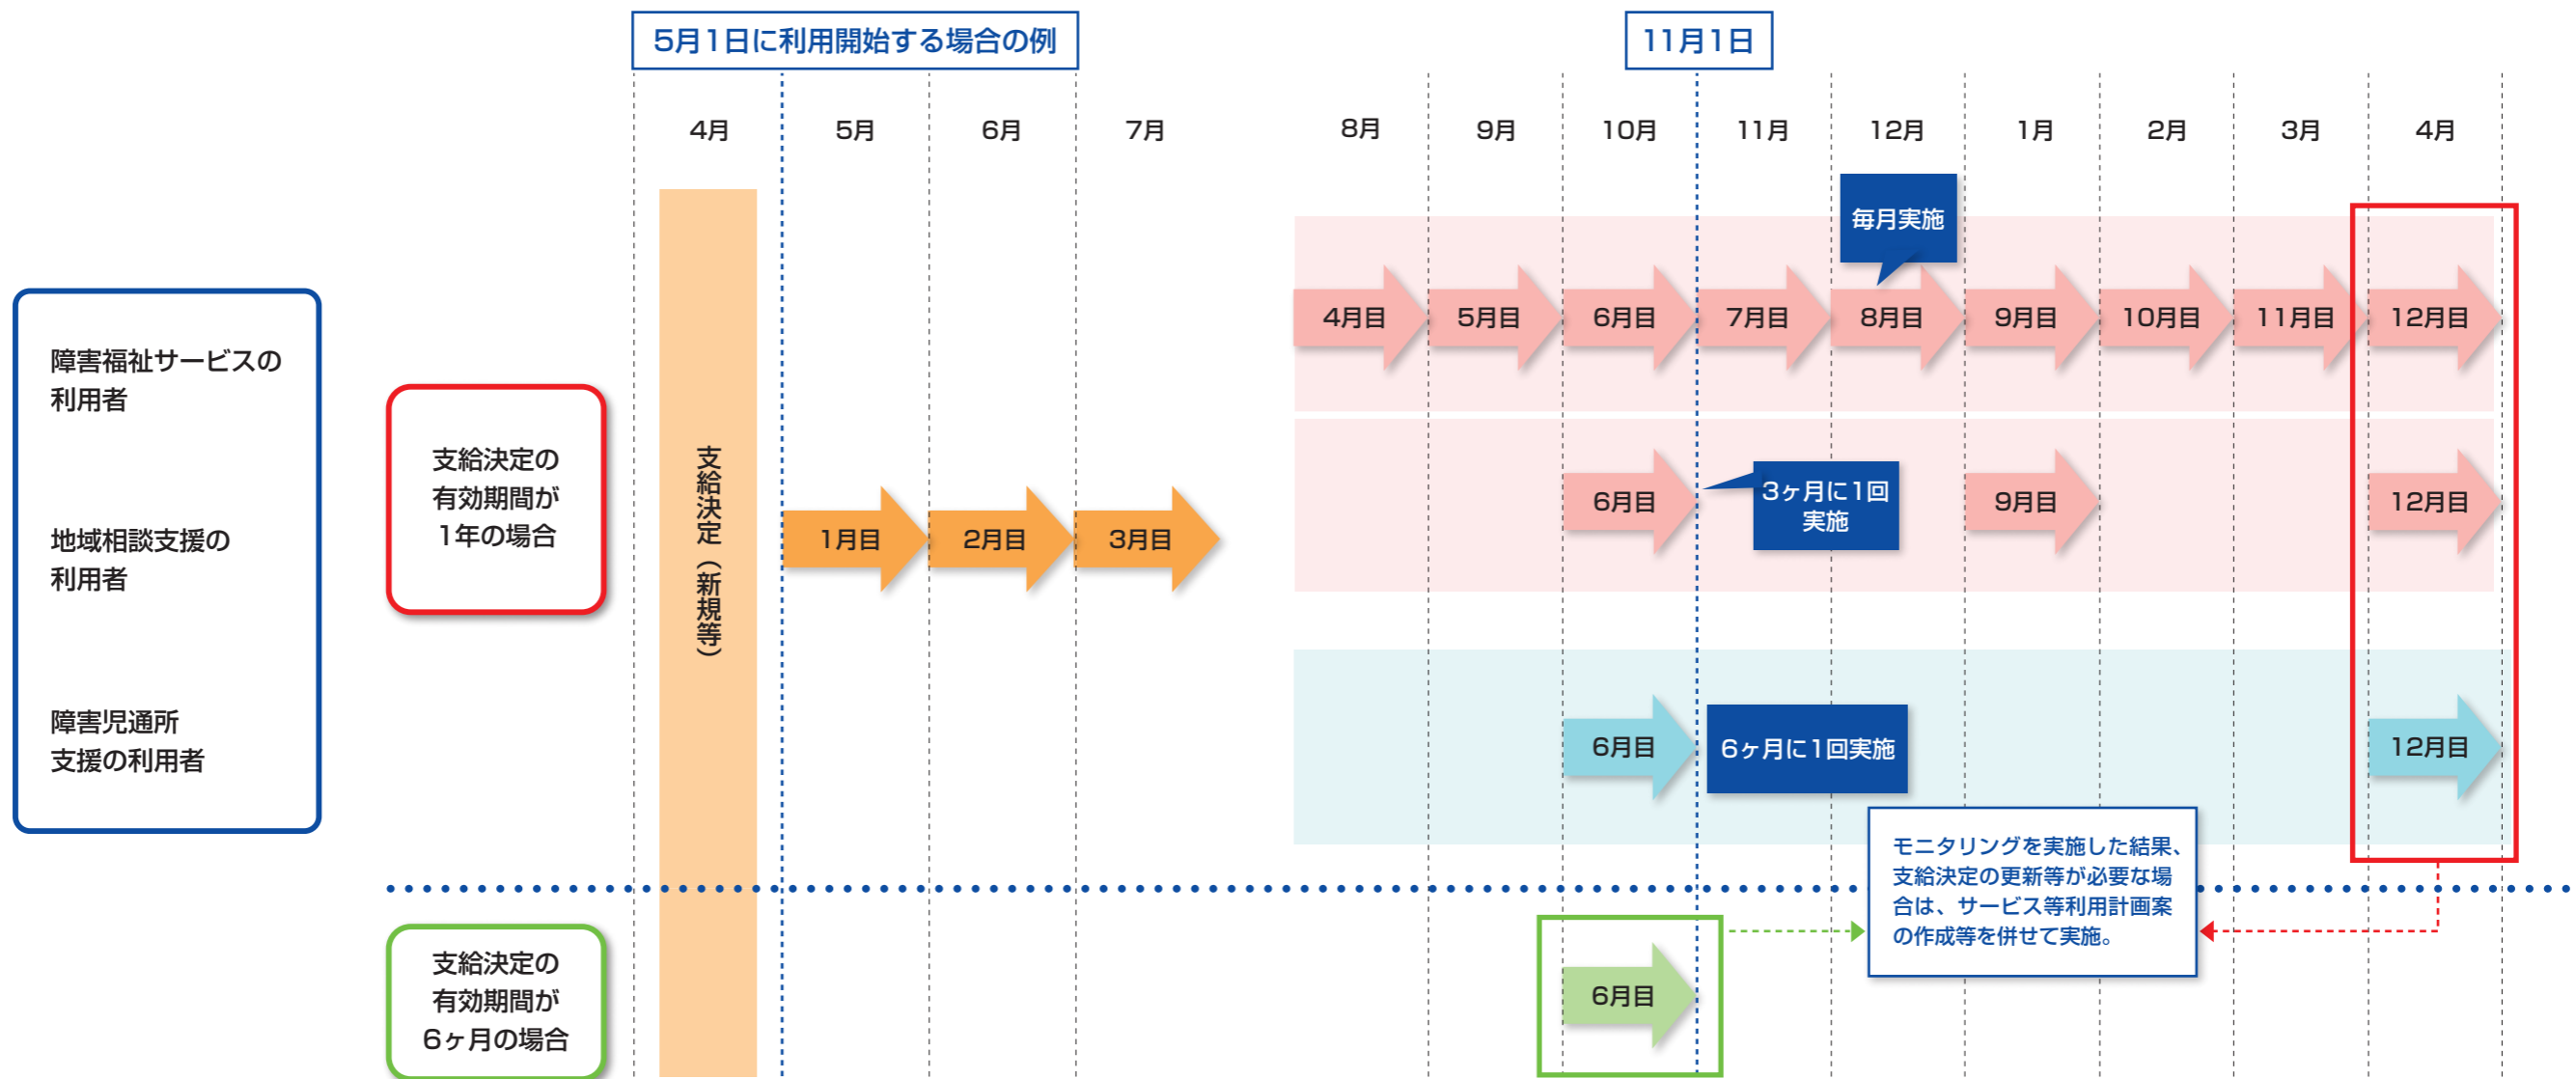 5月1日に利用開始する場合の例
11月1日
4月
5月
6月
7月
8月
9月
10月
11月
12月
1月
2月
3月
4月
障害福祉サービスの
利用者
地域相談支援の
利用者
障害児通所
支援の利用者
支給決定の
有効期間が
1年の場合
支給決定（新規等）
1月目
2月目
3月目
毎月実施
4月目
5月目
6月目
7月目
8月目
9月目
10月目
11月目
12月目
6月目
3ヶ月に1回
実施
9月目
12月目
6月目
6ヶ月に1回実施
12月目
モニタリングを実施した結果、
支給決定の更新等が必要な場
合は、サービス等利用計画案
の作成等を併せて実施。
支給決定の
有効期間が
6ヶ月の場合
6月目